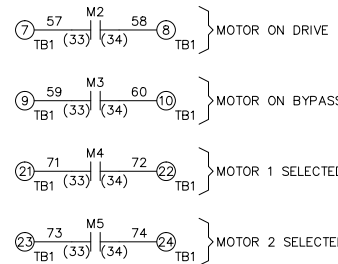 M2
57 58
7 8 MOTOR ON DRIVE
TB1 (33) (34) TB1
M3
59 60
9 10 MOTOR ON BYPASS
TB1 (33) (34) TB1
M4
71 72
21 22 MOTOR 1 SELECTED
TB1 (33) (34) TB1
M5
73 74
23 24 MOTOR 2 SELECTED
TB1 (33) (34) TB1